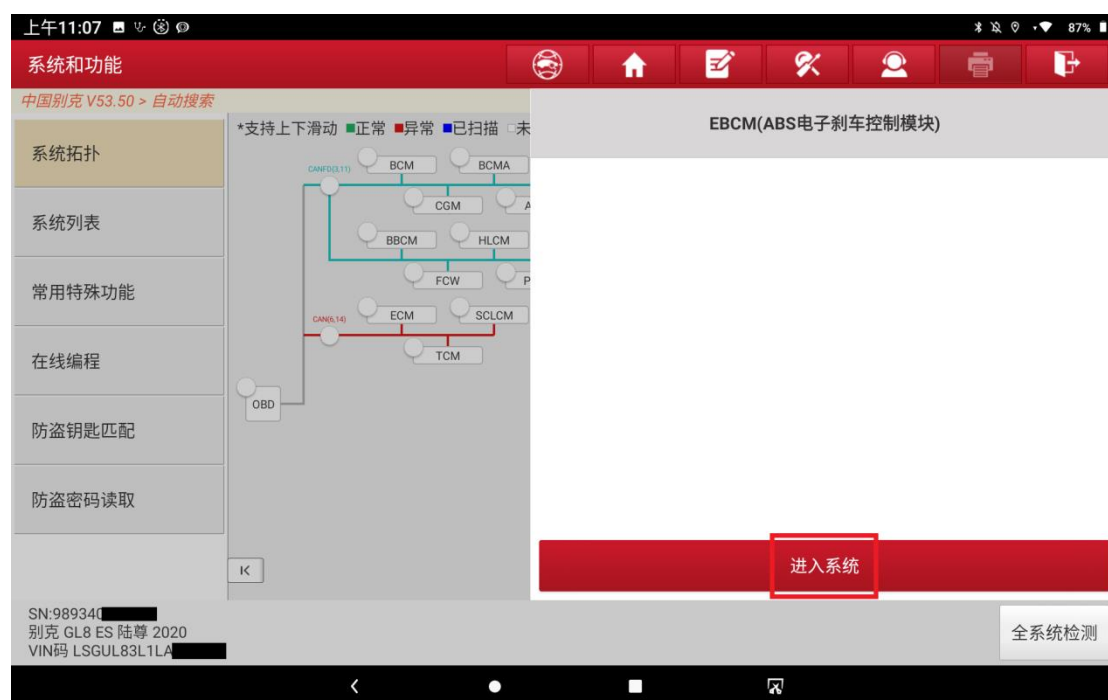 上午11:07
87%
系统和功能
中国别克 V53.50 > 自动搜索
系统拓扑
系统列表
常用特殊功能
在线编程
防盗钥匙匹配
防盗密码读取
*支持上下滑动 ■正常 ■异常 ■已扫描 □未
CANFD(3,11)
BCM
BCMA
CGM
A
BBCM
HLCM
FCW
P
CAN(6,14)
ECM
SCLCM
TCM
OBD
EBCM(ABS电子刹车控制模块)
进入系统
SN:989340
别克 GL8 ES 陆尊 2020
VIN码 LSGUL83L1LA
全系统检测